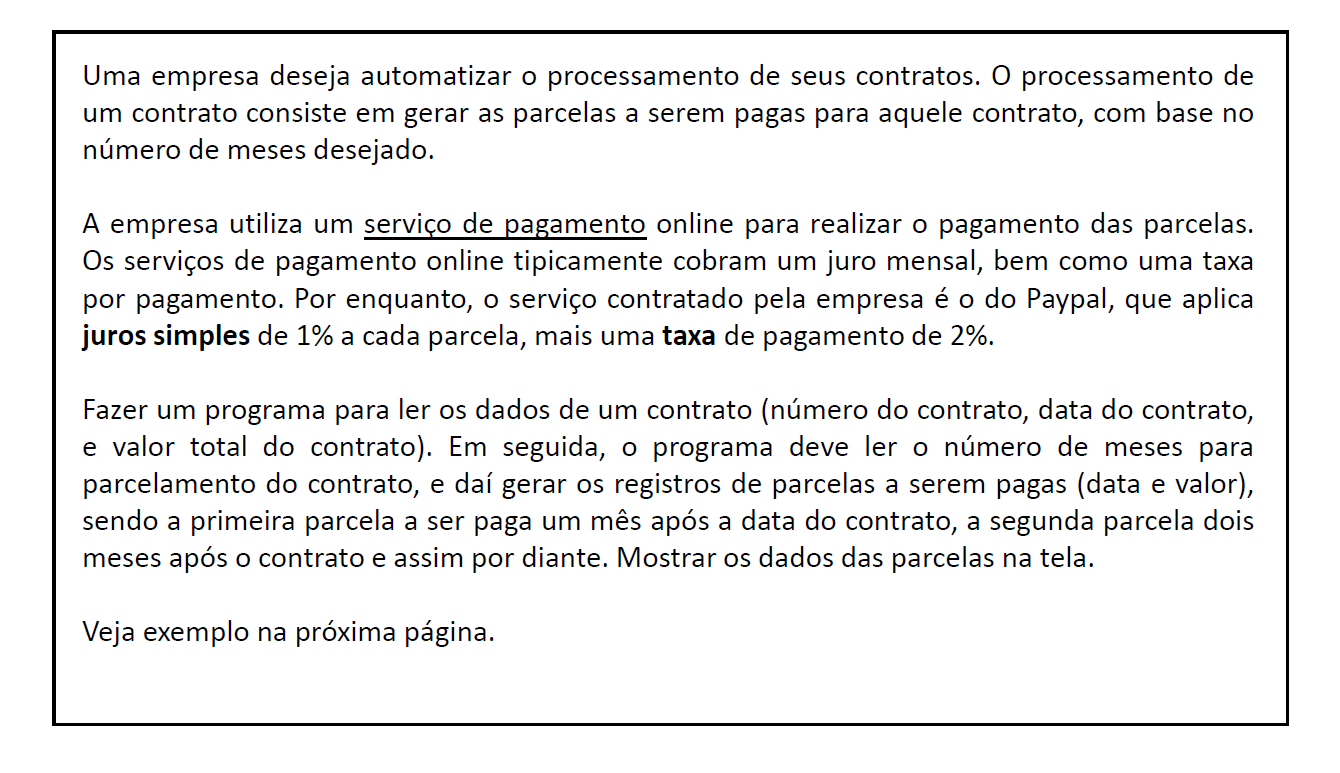 Uma empresa deseja automatizar o processamento de seus contratos. O processamento de
um contrato consiste em gerar as parcelas a serem pagas para aquele contrato, com base no
número de meses desejado.
A empresa utiliza um serviço de pagamento online para realizar o pagamento das parcelas.
Os serviços de pagamento online tipicamente cobram um juro mensal, bem como uma taxa
por pagamento. Por enquanto, o serviço contratado pela empresa é o do Paypal, que aplica
juros simples de 1% a cada parcela, mais uma taxa de pagamento de 2%.
Fazer um programa para ler os dados de um contrato (número do contrato, data do contrato,
e valor total do contrato). Em seguida, o programa deve ler o número de meses para
parcelamento do contrato, e daí gerar os registros de parcelas a serem pagas (data e valor),
sendo a primeira parcela a ser paga um mês após a data do contrato, a segunda parcela dois
meses após o contrato e assim por diante. Mostrar os dados das parcelas na tela.
Veja exemplo na próxima página.